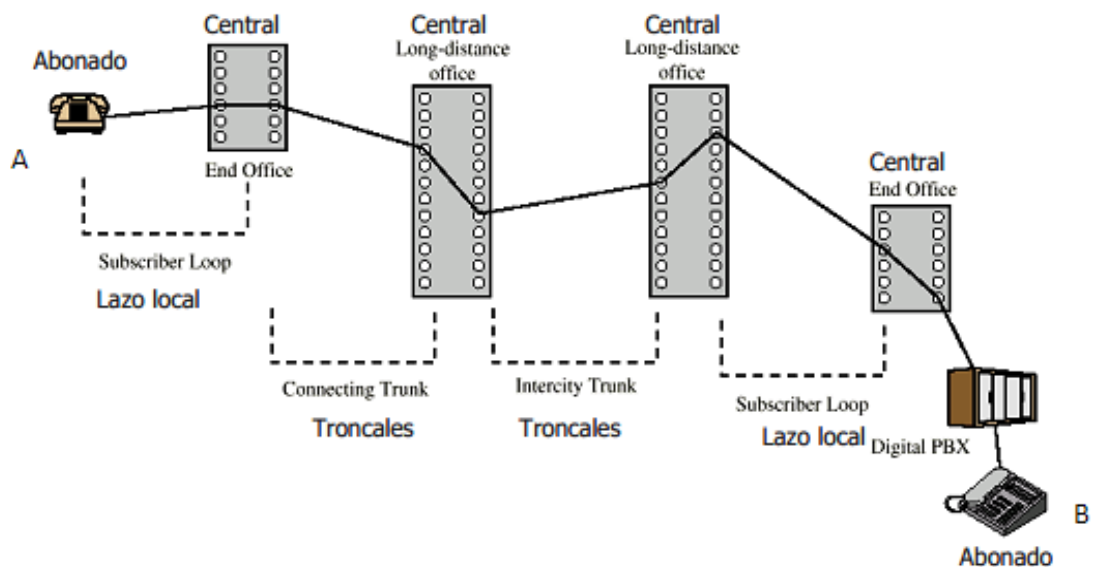 Abonado
A
Central
End Office
Central
Long-distance
office
Central
Long-distance
office
Central
End Office
Subscriber Loop
Lazo local
Connecting Trunk
Troncales
Intercity Trunk
Troncales
Subscriber Loop
Lazo local
Digital PBX
B
Abonado